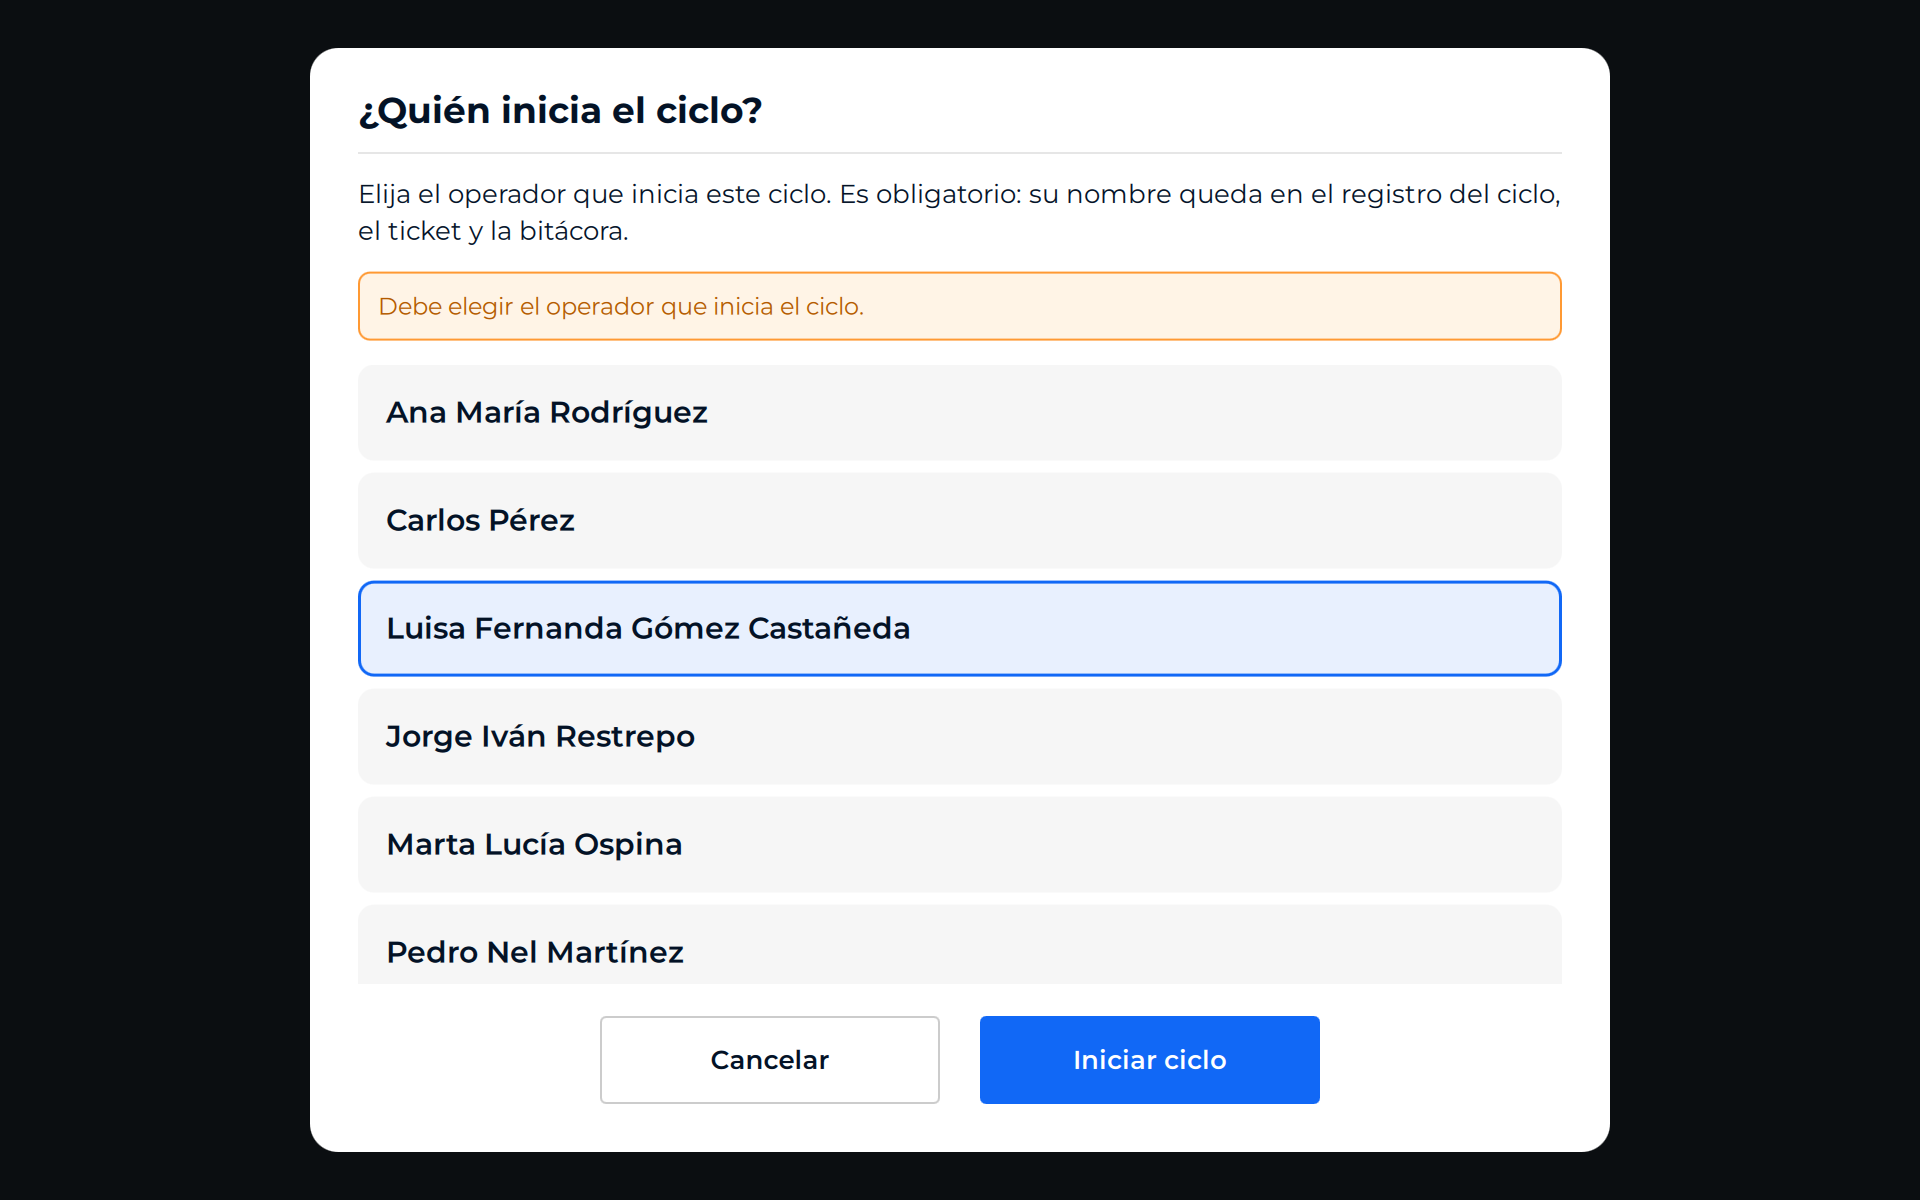 ¿Quién inicia el ciclo?
Elija el operador que inicia este ciclo. Es obligatorio: su nombre queda en el registro del ciclo,
el ticket y la bitácora.
Debe elegir el operador que inicia el ciclo.
Ana María Rodríguez
Carlos Pérez
Luisa Fernanda Gómez Castañeda
Jorge Iván Restrepo
Marta Lucía Ospina
Pedro Nel Martínez
Cancelar
Iniciar ciclo